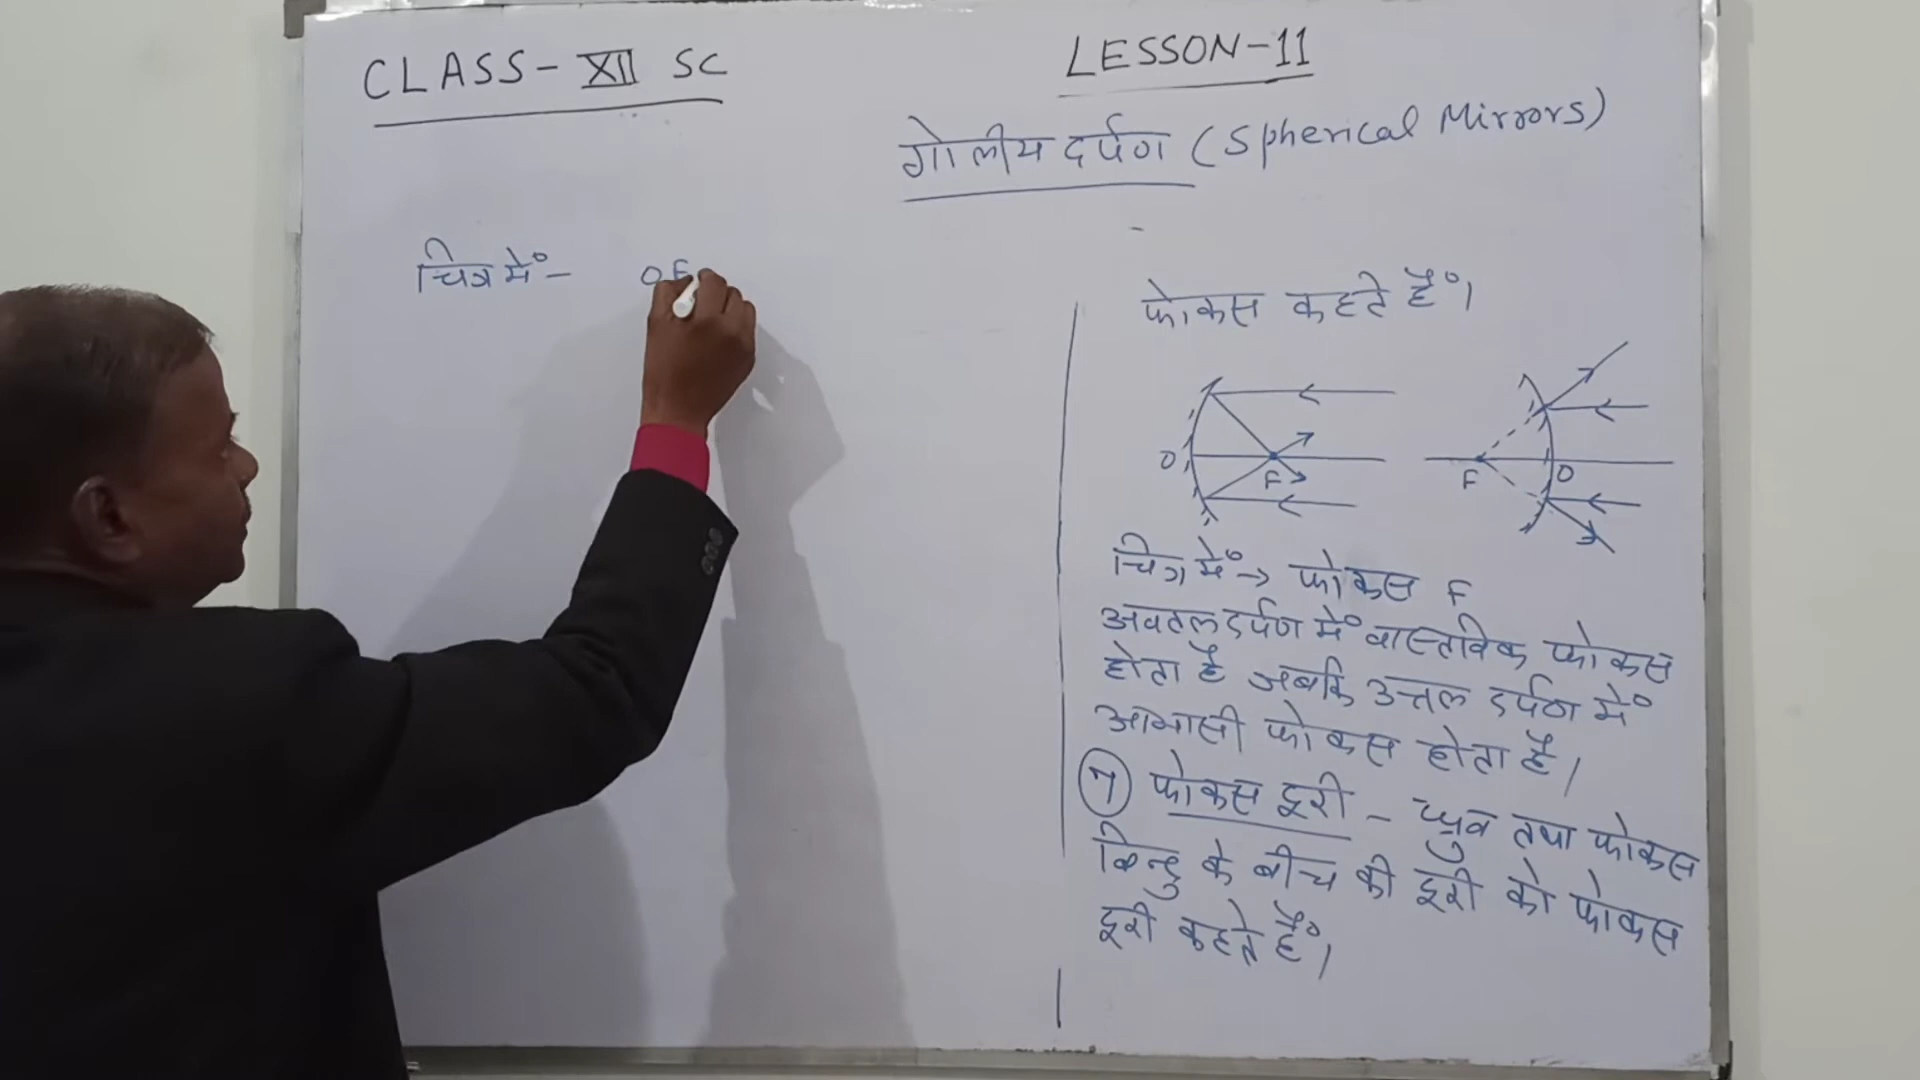 CLASS - XII SC
LESSON-11
गोलीय दर्पण (Spherical Mirrors)
चित्र में - OF
फोकस कहते हैं।
O F
F O
चित्र में → फोकस F
अवतल दर्पण में वास्तविक फोकस
होता है जबकि उत्तल दर्पण में
आभासी फोकस होता है।
7 फोकस दूरी - ध्रुव तथा फोकस
बिन्दु के बीच की दूरी को फोकस
दूरी कहते हैं।